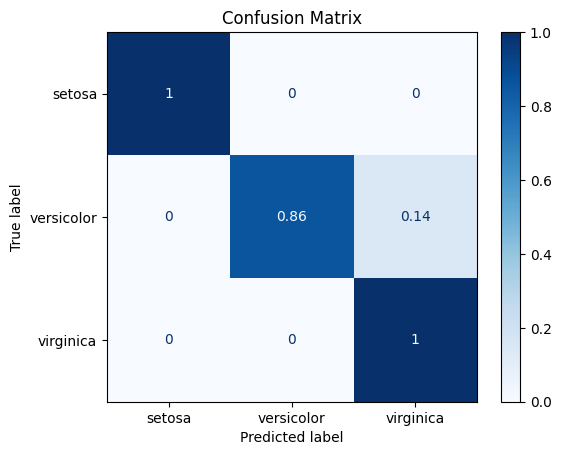 Confusion Matrix
True label
setosa 1 0 0
versicolor 0 0.86 0.14
virginica 0 0 1
setosa versicolor virginica
Predicted label
1.0
0.8
0.6
0.4
0.2
0.0